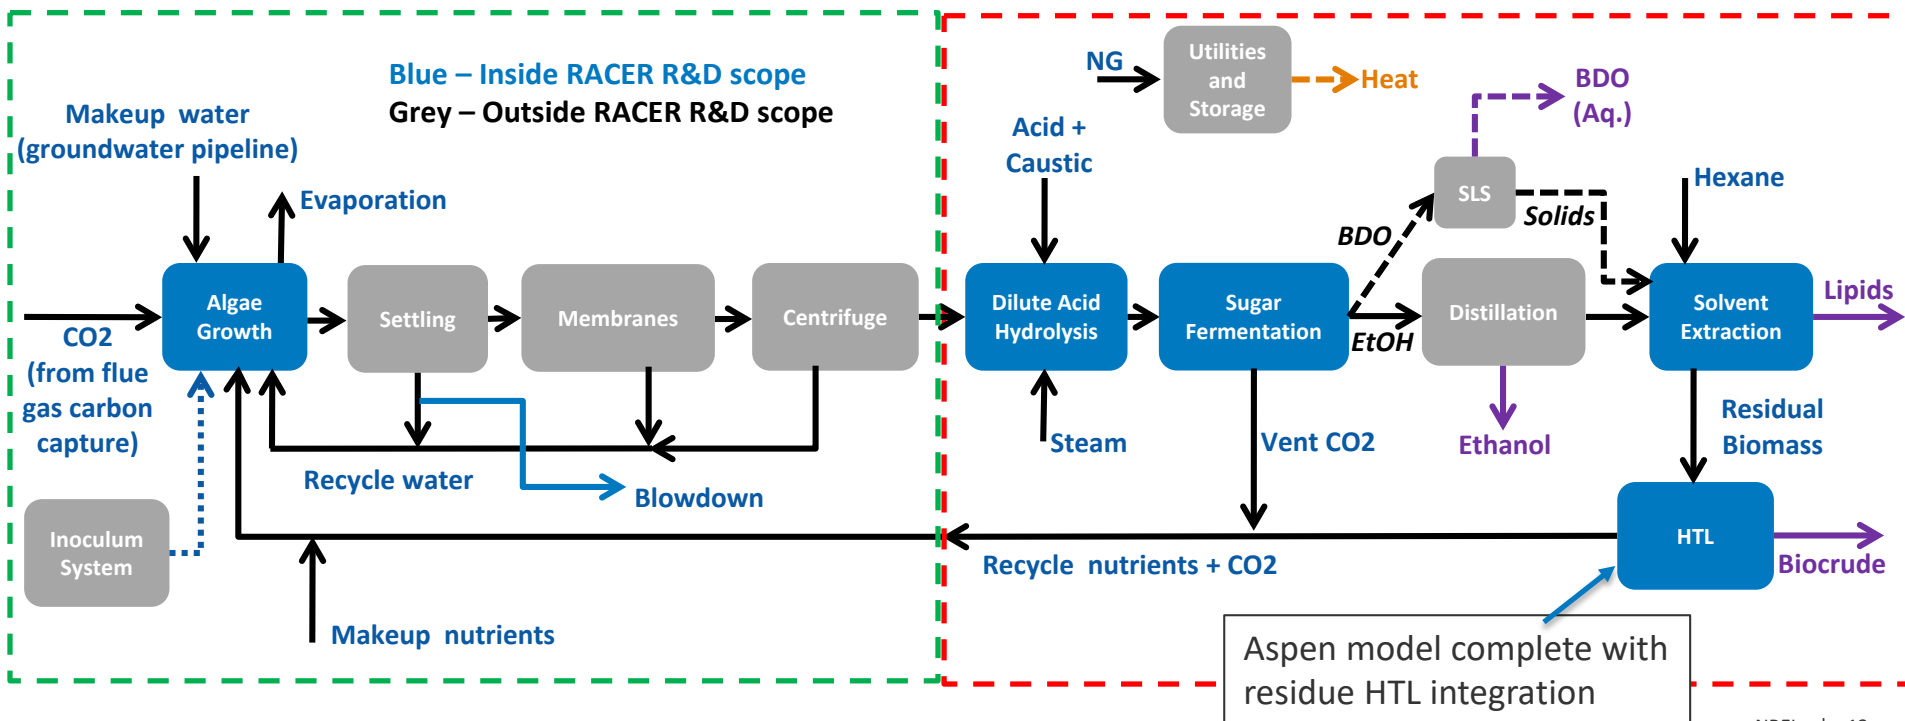 Blue – Inside RACER R&D scope
Grey – Outside RACER R&D scope
Makeup water
(groundwater pipeline)
Evaporation
CO2
(from flue
gas carbon
capture)
Algae
Growth
Settling
Membranes
Centrifuge
Recycle water
Blowdown
Inoculum
System
Makeup nutrients
NG
Utilities
and
Storage
Heat
BDO
(Aq.)
Acid +
Caustic
SLS
Solids
Hexane
BDO
Dilute Acid
Hydrolysis
Sugar
Fermentation
EtOH
Distillation
Solvent
Extraction
Lipids
Steam
Vent CO2
Ethanol
Residual
Biomass
HTL
Biocrude
Recycle nutrients + CO2
Aspen model complete with
residue HTL integration